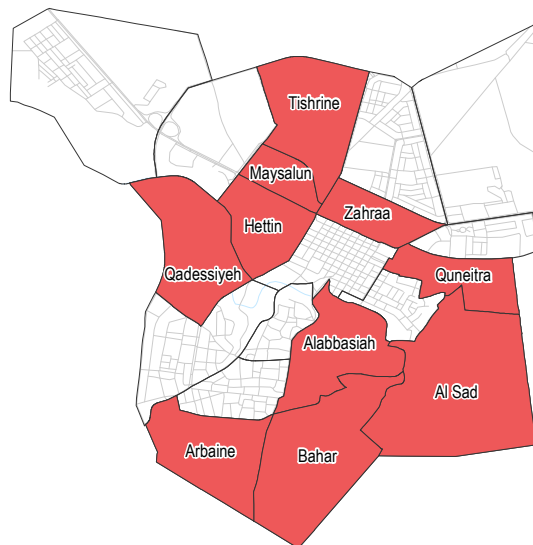 Tishrine
Maysalun
Zahraa
Hettin
Qadessiyeh
Quneitra
Alabbasiah
Al Sad
Arbaine
Bahar